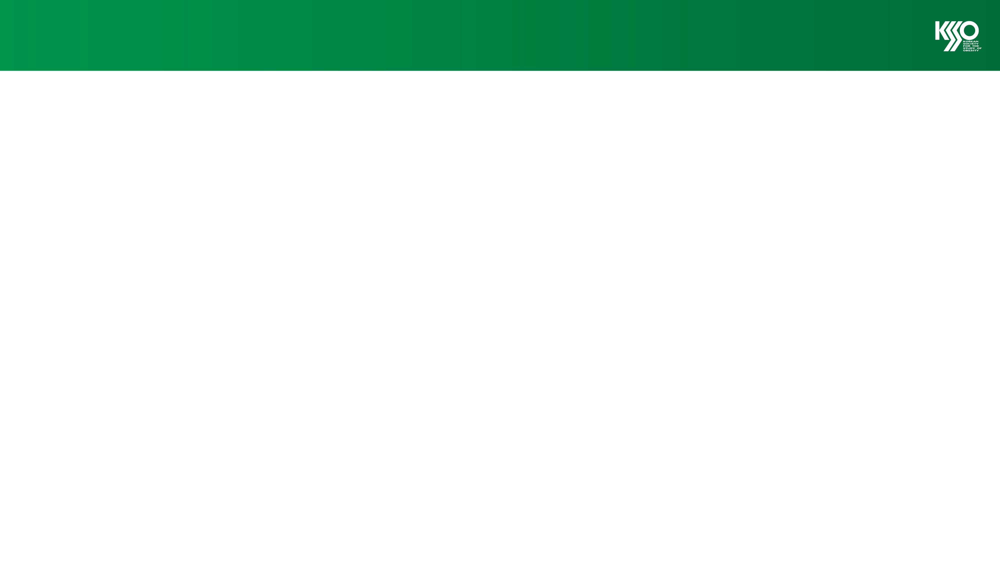 KSSO
KOREAN
SOCIETY
FOR THE
STUDY OF
OBESITY